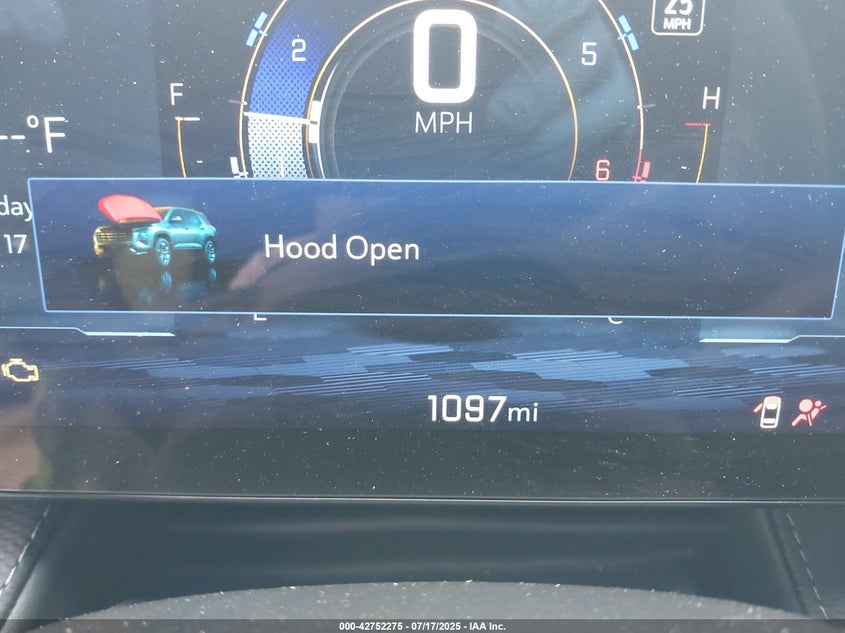 25
MPH
2
0
5
F
H
MPH
--°F
1
6
day
17
Hood Open
1097mi
000-42752275 - 07/17/2025 - IAA Inc.